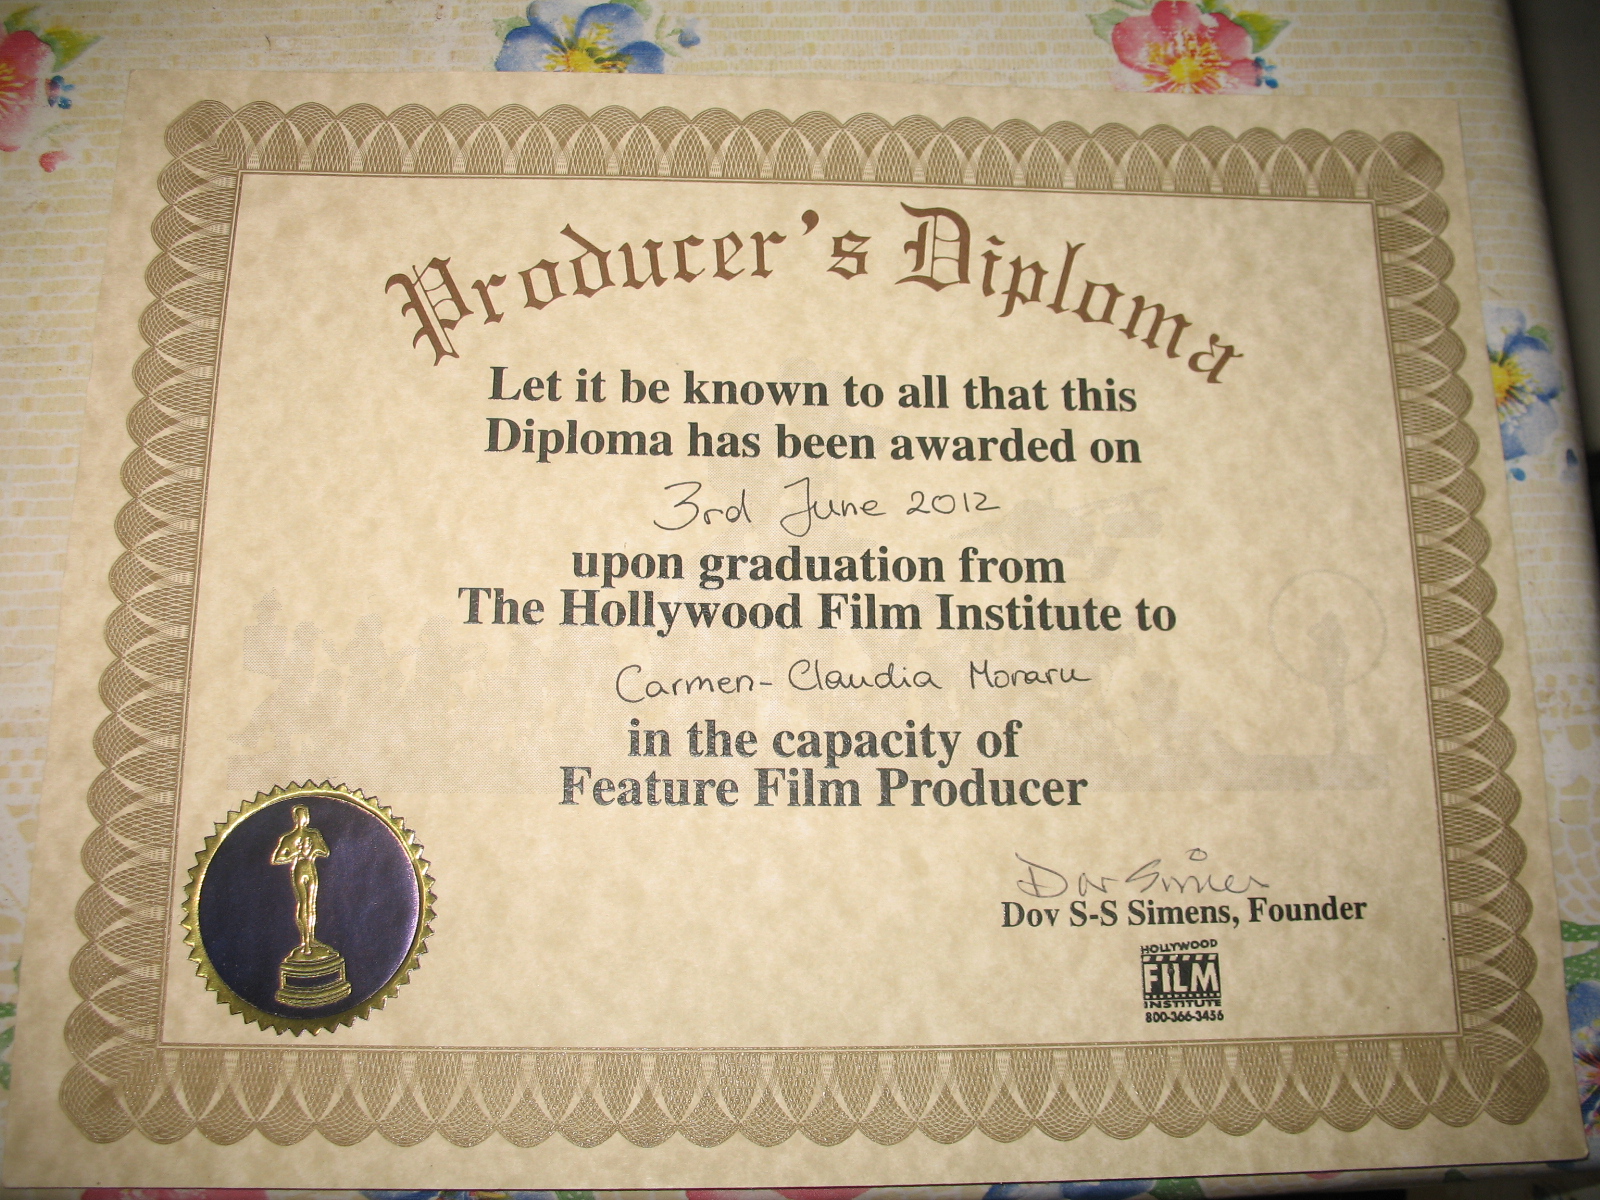 Producer's Diploma
Let it be known to all that this
Diploma has been awarded on
3rd June 2012
upon graduation from
The Hollywood Film Institute to
Carmen-Claudia Moraru
in the capacity of
Feature Film Producer
Dov Simens
Dov S-S Simens, Founder
HOLLYWOOD
FILM
INSTITUTE
800-366-3456